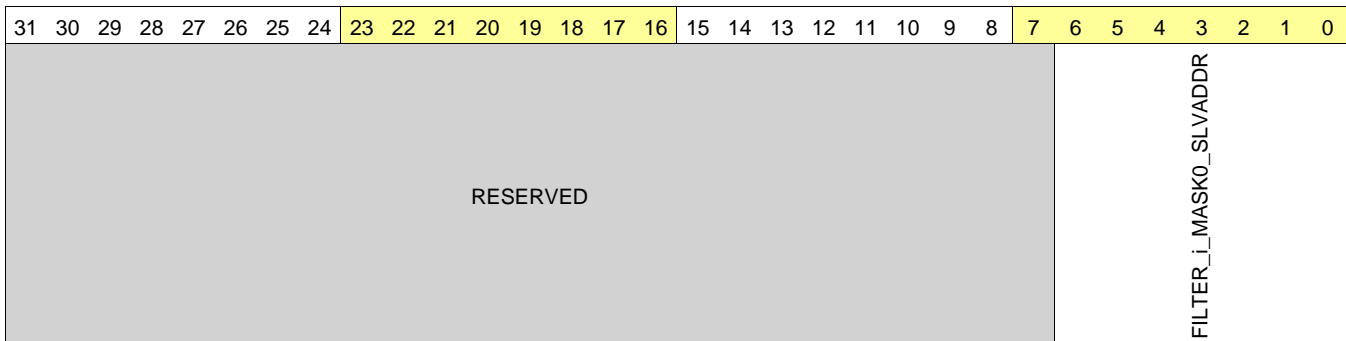 31 30 29 28 27 26 25 24 23 22 21 20 19 18 17 16 15 14 13 12 11 10 9 8 7 6 5 4 3 2 1 0
RESERVED
FILTER_i_MASK0_SLVADDR